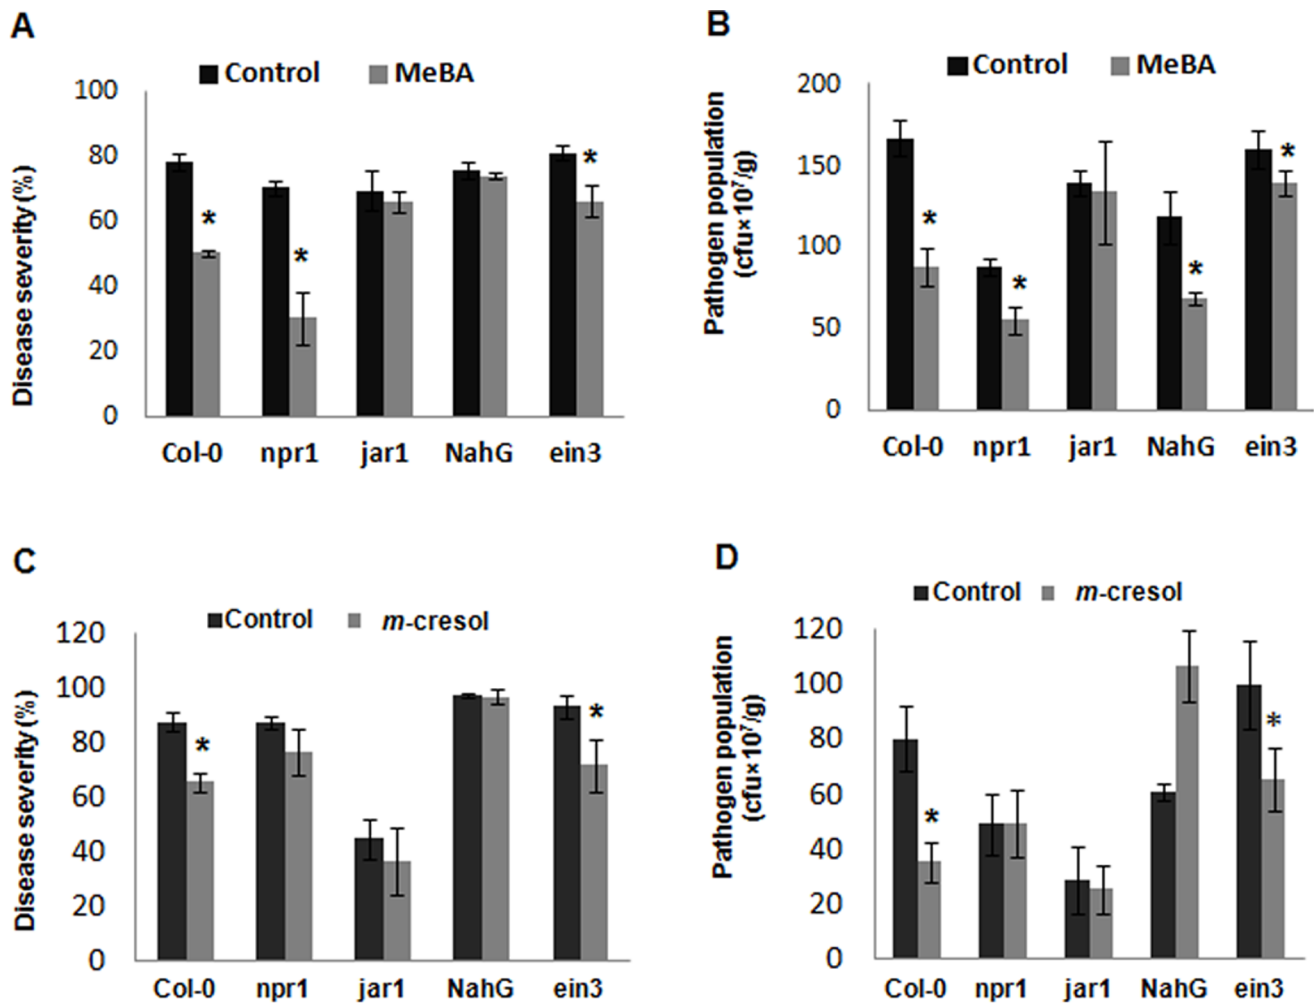 A
Control MeBA
Disease severity (%)
100
80
60
40
20
0
*
*
*
Col-0 npr1 jar1 NahG ein3
B
Control MeBA
Pathogen population
(cfu×10⁷/g)
200
150
100
50
0
*
*
*
*
Col-0 npr1 jar1 NahG ein3
C
Control m-cresol
Disease severity (%)
120
100
80
60
40
20
0
*
*
Col-0 npr1 jar1 NahG ein3
D
Control m-cresol
Pathogen population
(cfu×10⁷/g)
120
100
80
60
40
20
0
*
*
Col-0 npr1 jar1 NahG ein3